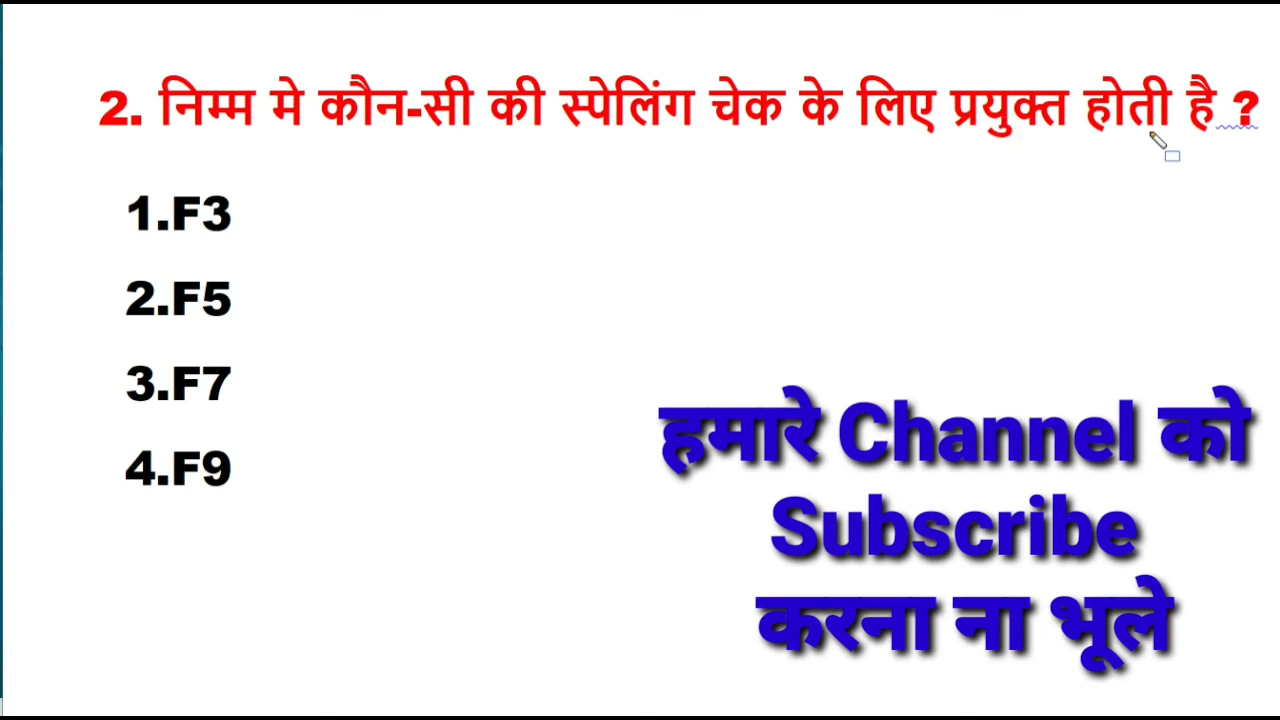 2. निम्म मे कौन-सी की स्पेलिंग चेक के लिए प्रयुक्त होती है ?
1.F3
2.F5
3.F7
4.F9
हमारे Channel को
Subscribe
करना ना भूले